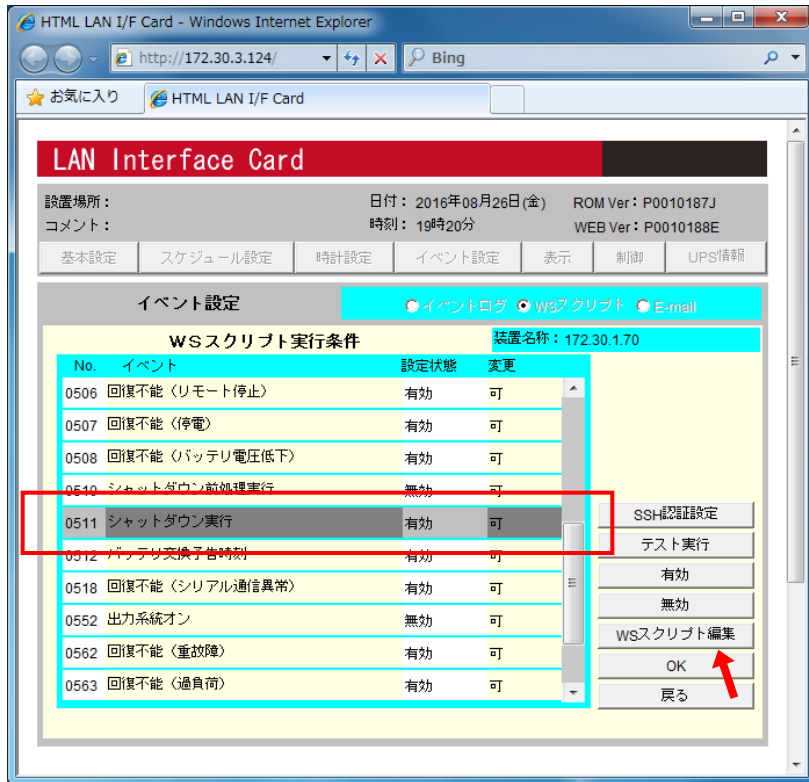 HTML LAN I/F Card - Windows Internet Explorer
http://172.30.3.124/ Bing
お気に入り HTML LAN I/F Card
LAN Interface Card
設置場所： 日付：2016年08月26日(金) ROM Ver：P0010187J
コメント： 時刻：19時20分 WEB Ver：P0010188E
基本設定 スケジュール設定 時計設定 イベント設定 表示 制御 UPS情報
イベント設定 イベントログ WSスクリプト E-mail
ＷＳスクリプト実行条件 装置名称：172.30.1.70
No. イベント 設定状態 変更
0506 回復不能（リモート停止） 有効 可
0507 回復不能（停電） 有効 可
0508 回復不能（バッテリ電圧低下） 有効 可
0510 シャットダウン前処理実行 無効 可
0511 シャットダウン実行 有効 可
0512 バッテリ交換予告時刻 有効 可
0518 回復不能（シリアル通信異常） 有効 可
0552 出力系統オン 無効 可
0562 回復不能（重故障） 有効 可
0563 回復不能（過負荷） 有効 可
SSH認証設定
テスト実行
有効
無効
WSスクリプト編集
OK
戻る